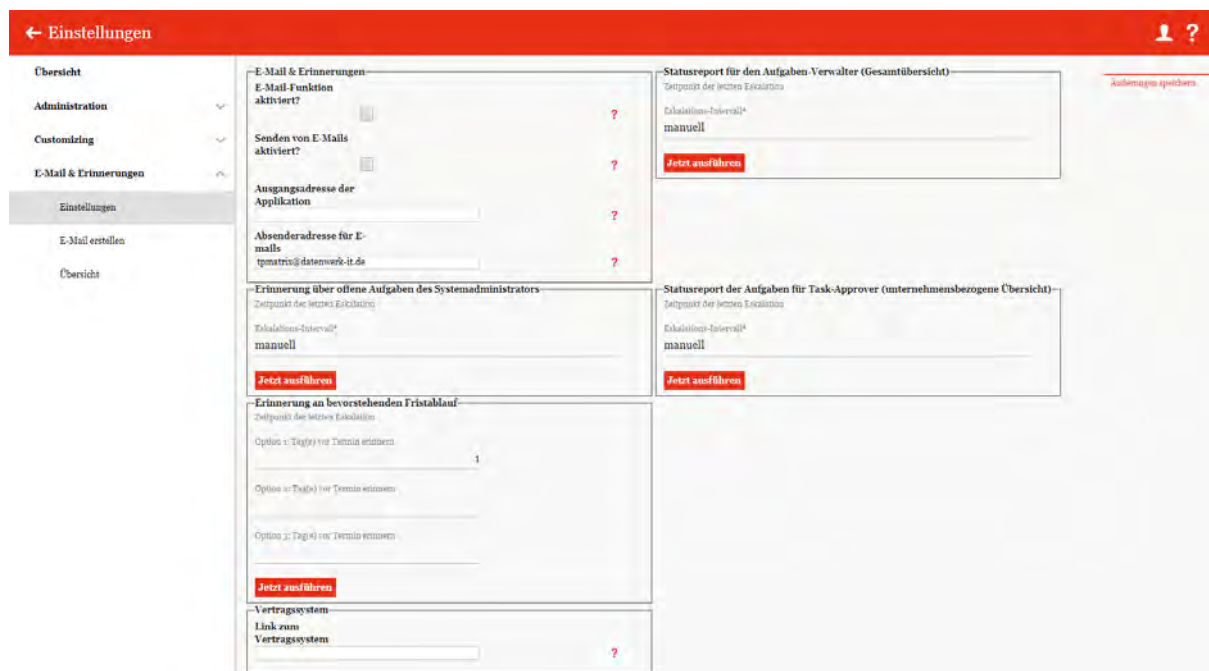 ← Einstellungen
?
Übersicht
Administration
Customizing
E-Mail & Erinnerungen
Einstellungen
E-Mail erstellen
Übersicht
E-Mail & Erinnerungen
E-Mail-Funktion
aktiviert?
?
Senden von E-Mails
aktiviert?
?
Ausgangsadresse der
Applikation
?
Absenderadresse für E-
mails
tpmatrix@datenwerk-it.de
?
Statusreport für den Aufgaben-Verwalter (Gesamtübersicht)
Zeitpunkt der letzten Eskalation
Eskalations-Intervall*
manuell
Jetzt ausführen
Änderungen speichern
Erinnerung über offene Aufgaben des Systemadministrators
Zeitpunkt der letzten Eskalation
Eskalations-Intervall*
manuell
Jetzt ausführen
Statusreport der Aufgaben für Task-Approver (unternehmensbezogene Übersicht)
Zeitpunkt der letzten Eskalation
Eskalations-Intervall*
manuell
Jetzt ausführen
Erinnerung an bevorstehenden Fristablauf
Zeitpunkt der letzten Eskalation
Option 1: Tag(e) vor Termin erinnern
1
Option 2: Tag(e) vor Termin erinnern
Option 3: Tag(e) vor Termin erinnern
Jetzt ausführen
Vertragssystem
Link zum
Vertragssystem
?